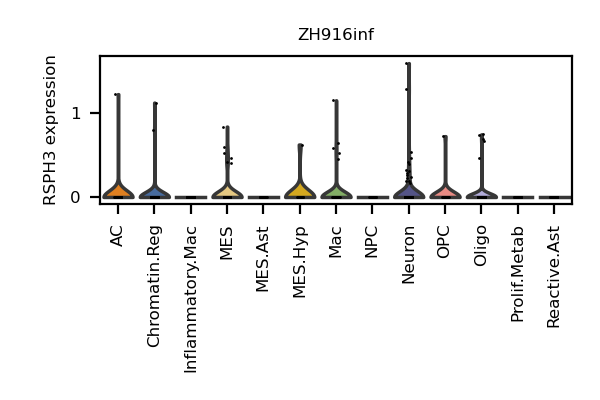 ZH916inf
RSPH3 expression
1
0
AC
Chromatin.Reg
Inflammatory.Mac
MES
MES.Ast
MES.Hyp
Mac
NPC
Neuron
OPC
Oligo
Prolif.Metab
Reactive.Ast